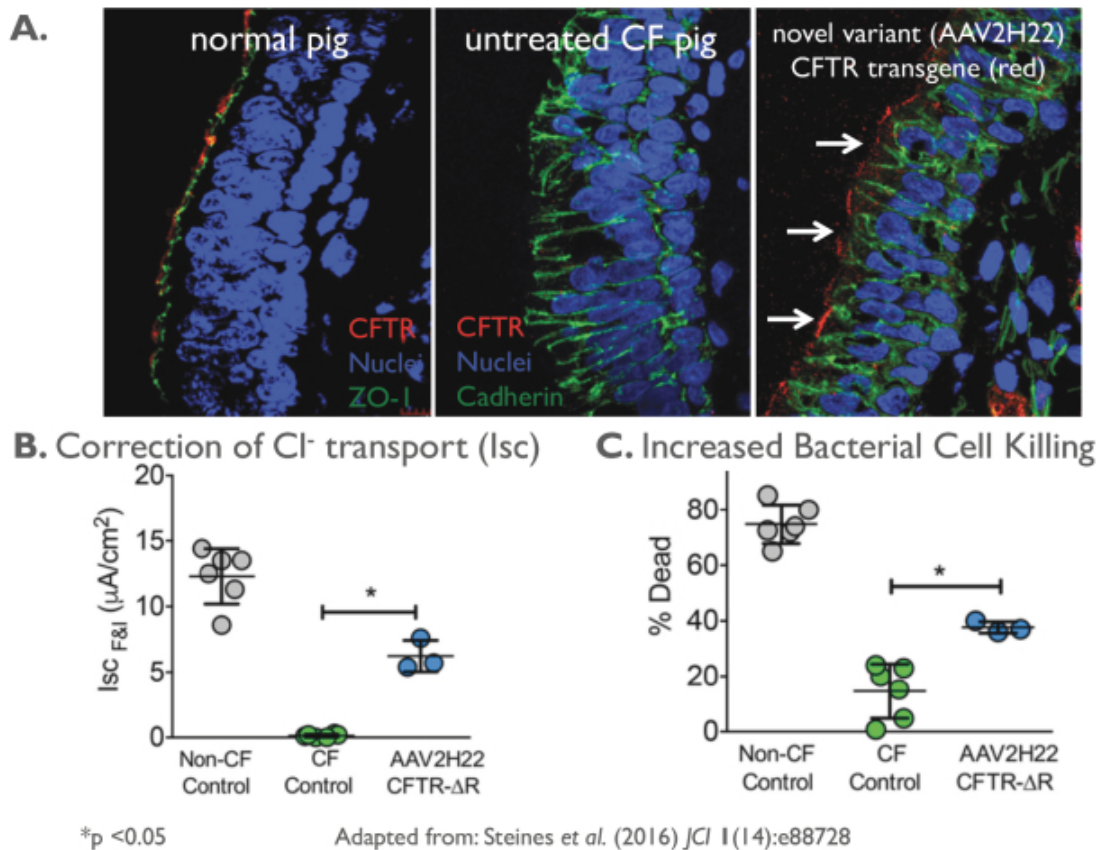 A.
normal pig
untreated CF pig
novel variant (AAV2H22)
CFTR transgene (red)
CFTR
Nuclei
ZO-1
CFTR
Nuclei
Cadherin
B. Correction of Cl- transport (Isc)
Isc F&I (µA/cm²)
20
15
10
5
0
*
Non-CF
Control
CF
Control
AAV2H22
CFTR-ΔR
C. Increased Bacterial Cell Killing
% Dead
80
60
40
20
0
*
Non-CF
Control
CF
Control
AAV2H22
CFTR-ΔR
*p <0.05
Adapted from: Steines et al. (2016) JCI 1(14):e88728